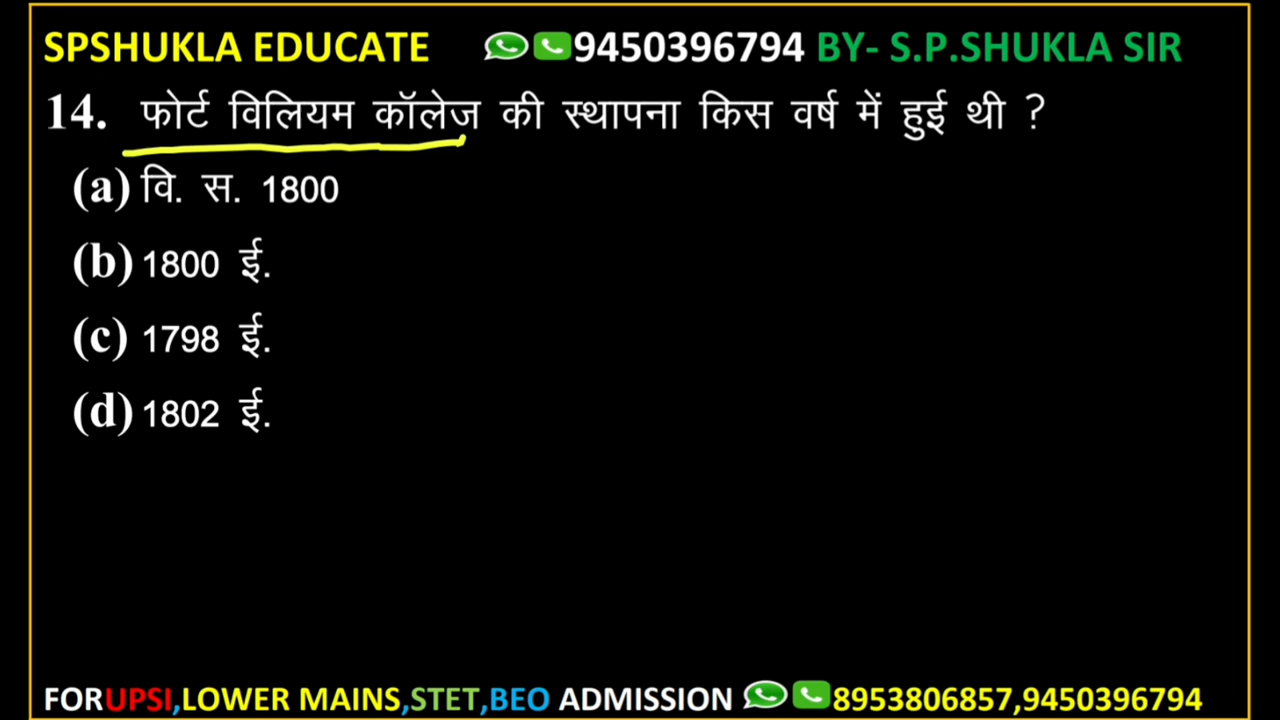 SPSHUKLA EDUCATE 9450396794 BY- S.P.SHUKLA SIR
14. फोर्ट विलियम कॉलेज की स्थापना किस वर्ष में हुई थी ?
(a) वि. स. 1800
(b) 1800 ई.
(c) 1798 ई.
(d) 1802 ई.
FORUPSI,LOWER MAINS,STET,BEO ADMISSION 8953806857,9450396794